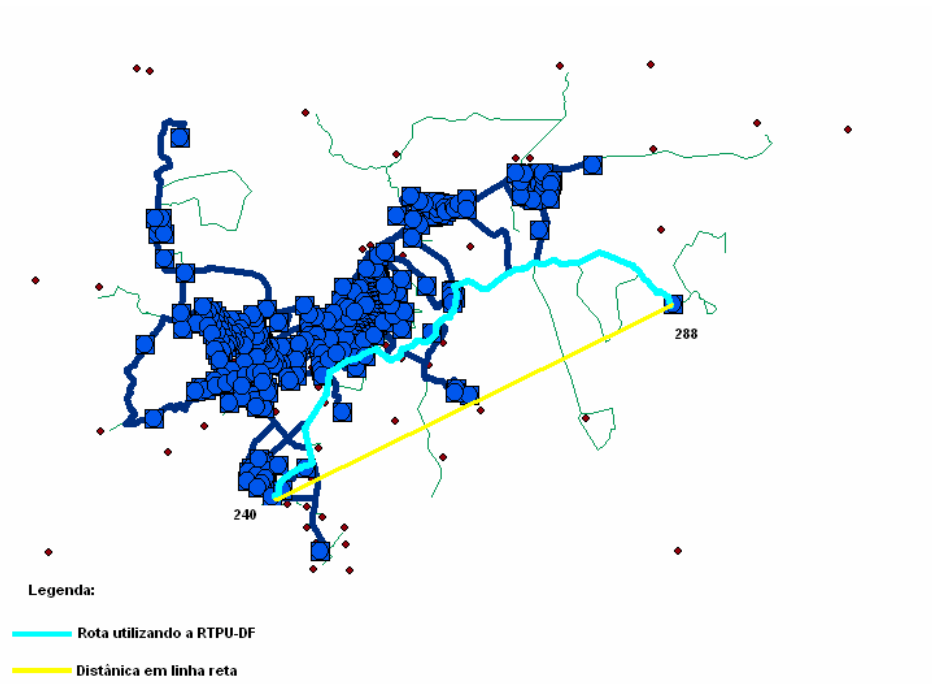 288
240
Legenda:
Rota utilizando a RTPU-DF
Distânica em linha reta